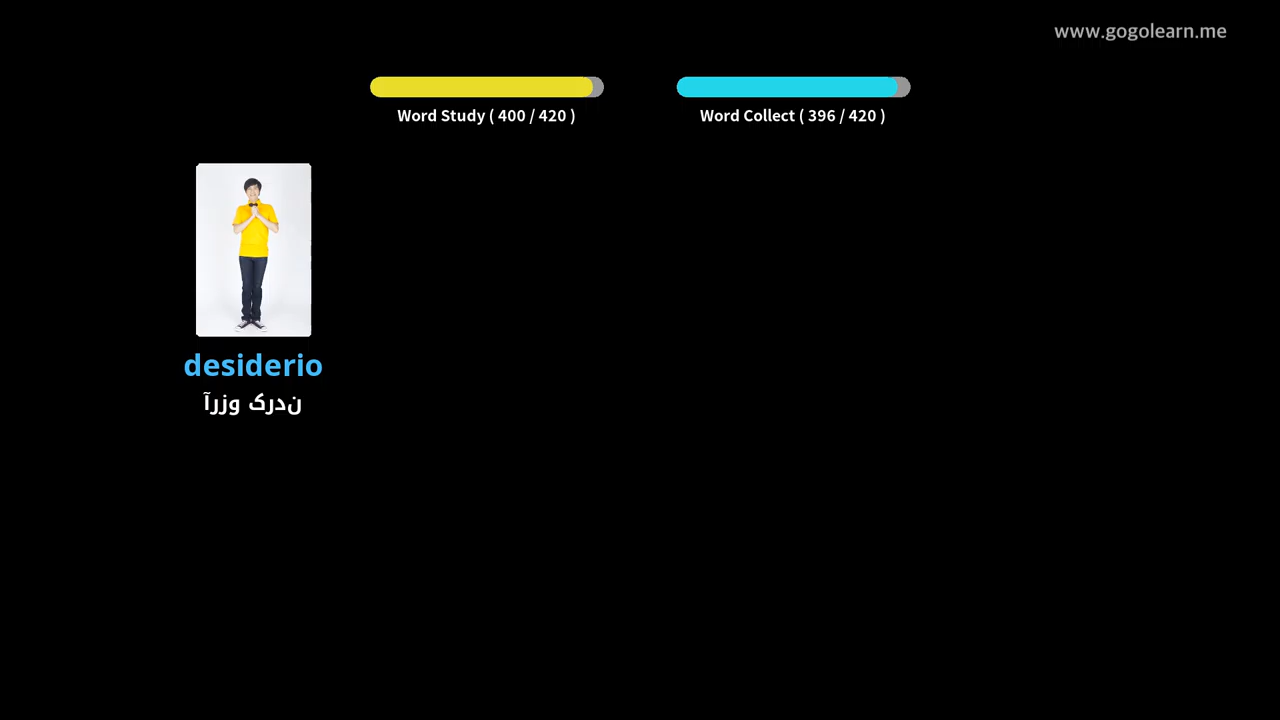 www.gogolearn.me
Word Study ( 400 / 420 )
Word Collect ( 396 / 420 )
desiderio
ندرک وزرآ